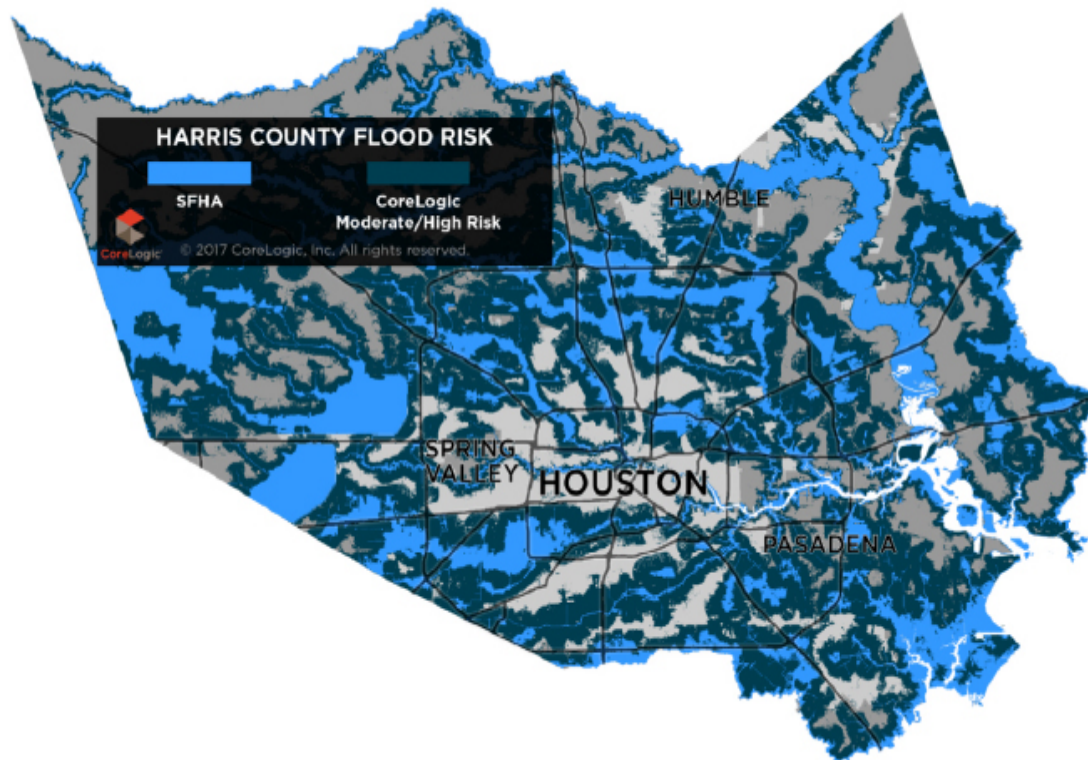 HARRIS COUNTY FLOOD RISK
SFHA
CoreLogic
Moderate/High Risk
CoreLogic
© 2017 CoreLogic, Inc. All rights reserved.
HUMBLE
SPRING
VALLEY
HOUSTON
PASADENA